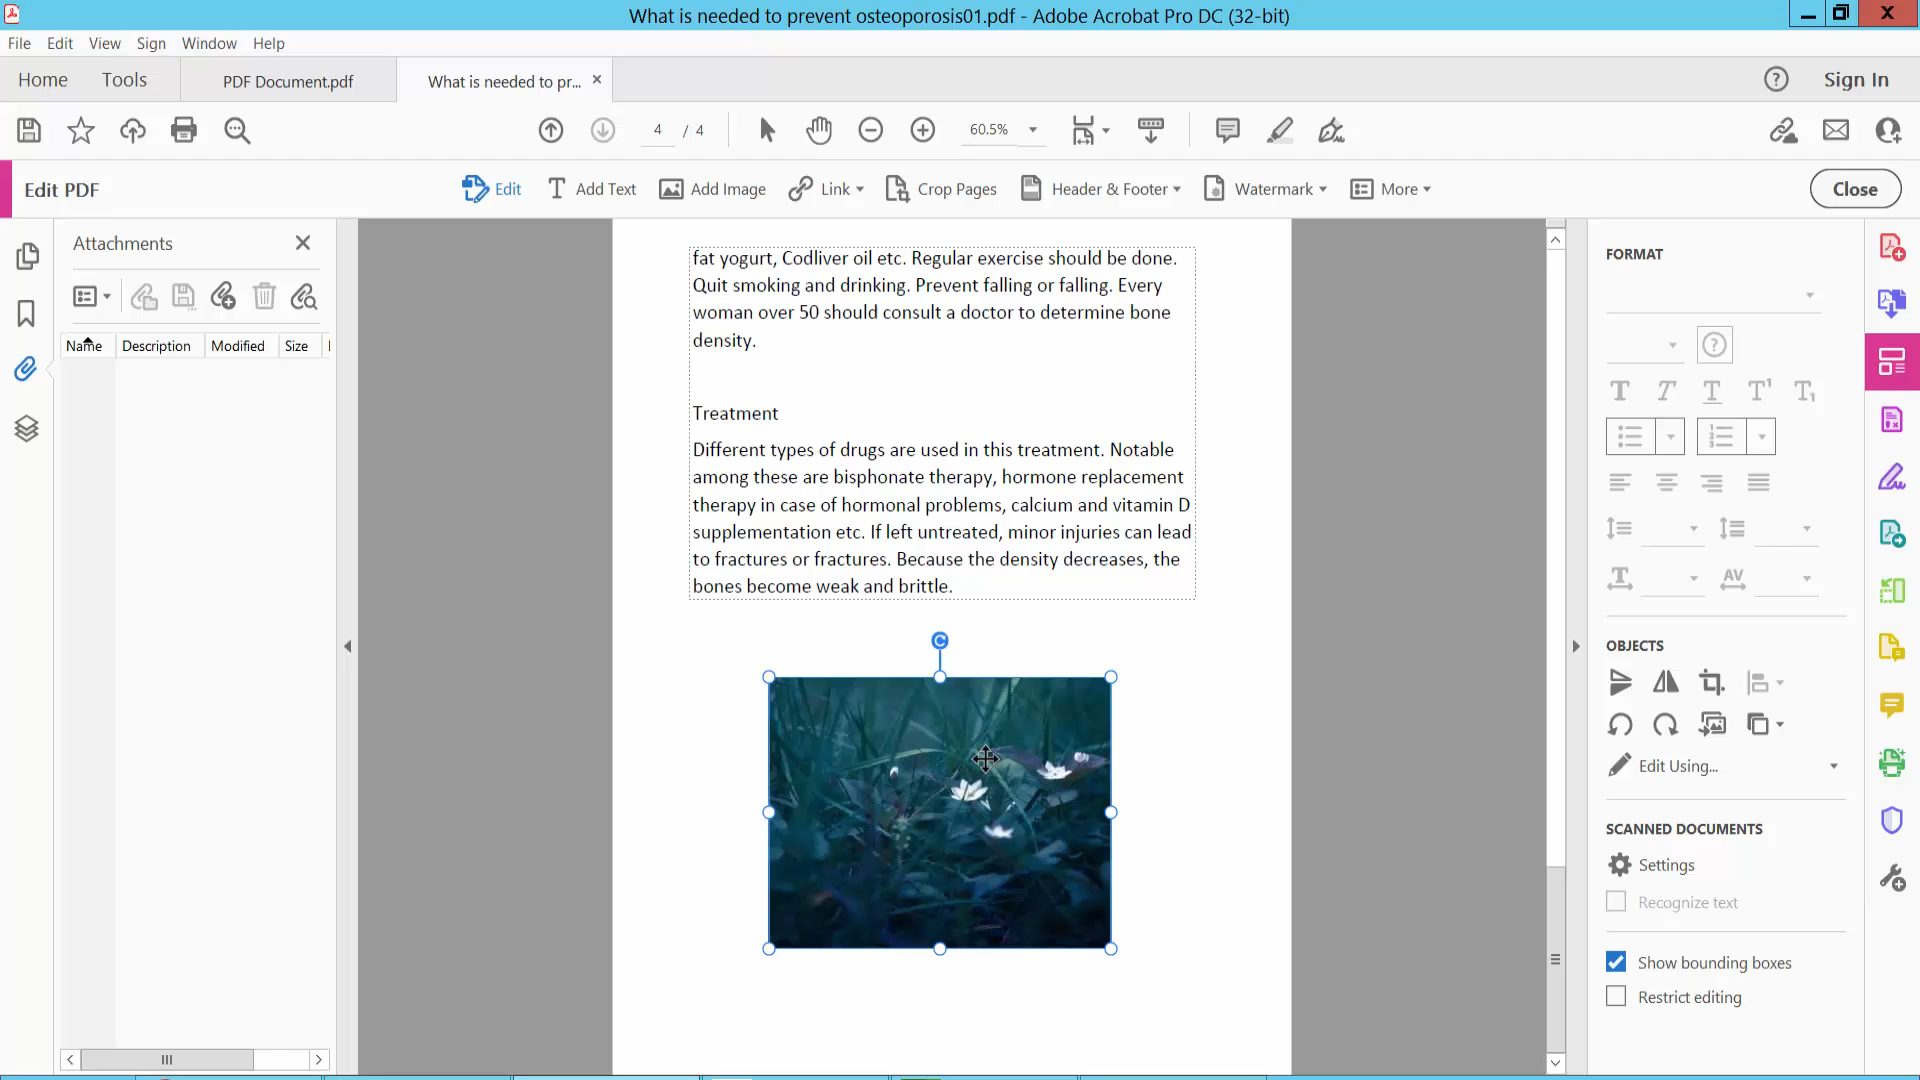 What is needed to prevent osteoporosis01.pdf - Adobe Acrobat Pro DC (32-bit)
File Edit View Sign Window Help
Home Tools PDF Document.pdf What is needed to pr... Sign In
4 / 4 60.5%
Edit PDF Edit Add Text Add Image Link Crop Pages Header & Footer Watermark More Close
Attachments
Name Description Modified Size
fat yogurt, Codliver oil etc. Regular exercise should be done.
Quit smoking and drinking. Prevent falling or falling. Every
woman over 50 should consult a doctor to determine bone
density.
Treatment
Different types of drugs are used in this treatment. Notable
among these are bisphonate therapy, hormone replacement
therapy in case of hormonal problems, calcium and vitamin D
supplementation etc. If left untreated, minor injuries can lead
to fractures or fractures. Because the density decreases, the
bones become weak and brittle.
FORMAT
OBJECTS
Edit Using...
SCANNED DOCUMENTS
Settings
Recognize text
Show bounding boxes
Restrict editing